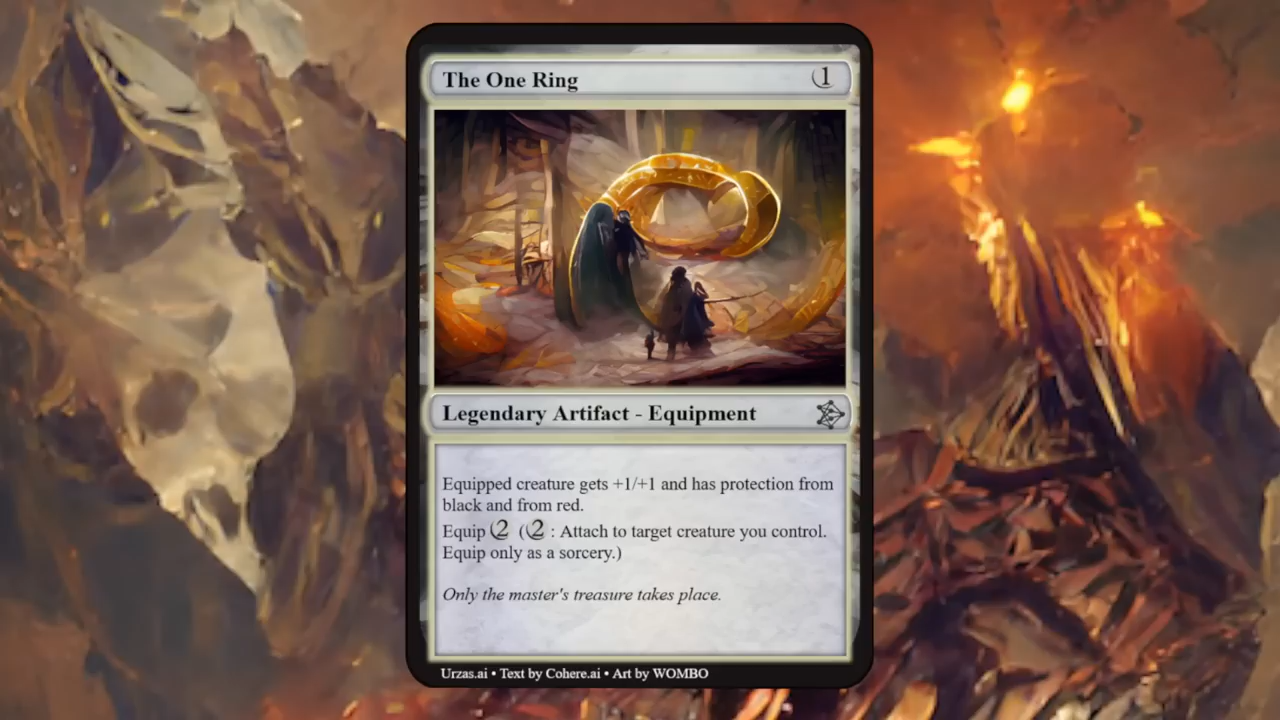 The One Ring 1
Legendary Artifact - Equipment
Equipped creature gets +1/+1 and has protection from
black and from red.
Equip 2 (2 : Attach to target creature you control.
Equip only as a sorcery.)
Only the master's treasure takes place.
Urzas.ai • Text by Cohere.ai • Art by WOMBO